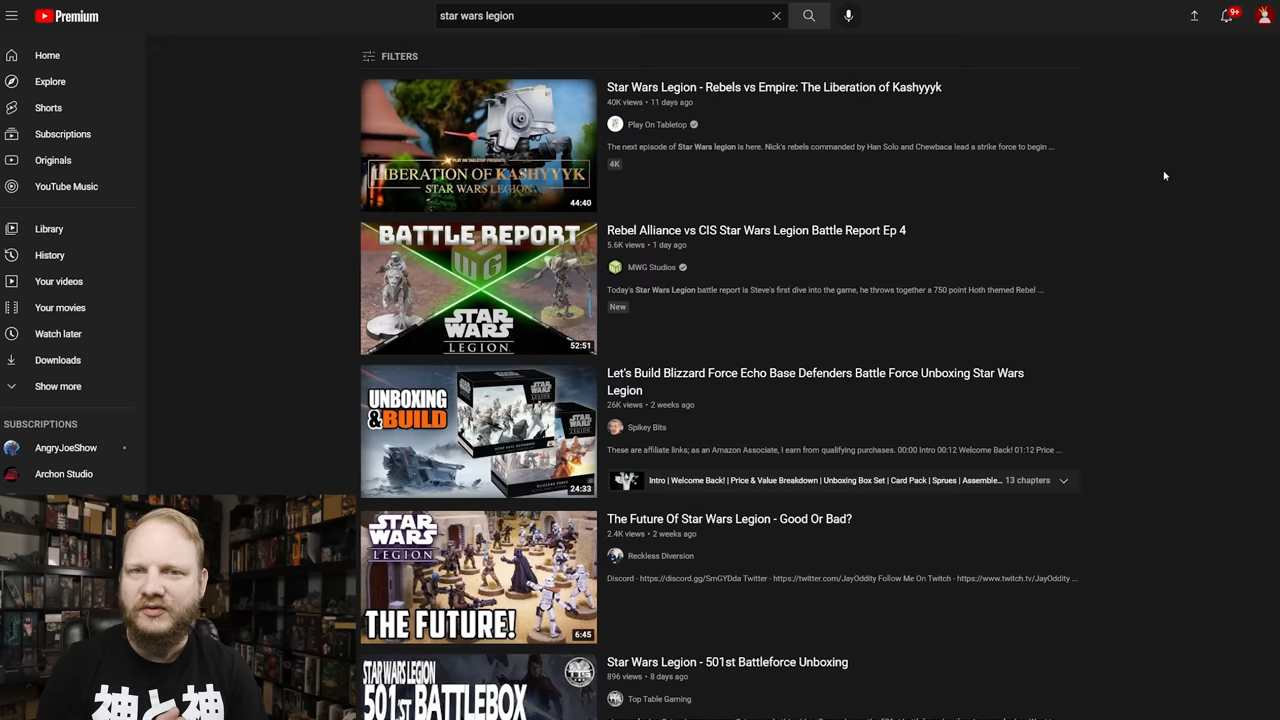 Premium
star wars legion
9+
Home
Explore
Shorts
Subscriptions
Originals
YouTube Music
Library
History
Your videos
Your movies
Watch later
Downloads
Show more
SUBSCRIPTIONS
AngryJoeShow
Archon Studio
FILTERS
PLAY ON TABLETOP PRESENTS
LIBERATION OF KASHYYYK
STAR WARS LEGION
44:40
Star Wars Legion - Rebels vs Empire: The Liberation of Kashyyyk
40K views • 11 days ago
Play On Tabletop
The next episode of Star Wars legion is here. Nick's rebels commanded by Han Solo and Chewbaca lead a strike force to begin ...
4K
BATTLE REPORT
MWG
STAR WARS
LEGION
52:51
Rebel Alliance vs CIS Star Wars Legion Battle Report Ep 4
5.6K views • 1 day ago
MWG Studios
Today's Star Wars Legion battle report is Steve's first dive into the game, he throws together a 750 point Hoth themed Rebel ...
New
UNBOXING
&BUILD
24:33
Let's Build Blizzard Force Echo Base Defenders Battle Force Unboxing Star Wars
Legion
26K views • 2 weeks ago
Spikey Bits
These are affiliate links; as an Amazon Associate, I earn from qualifying purchases. 00:00 Intro 00:12 Welcome Back! 01:12 Price ...
Intro | Welcome Back! | Price & Value Breakdown | Unboxing Box Set | Card Pack | Sprues | Assemble... 13 chapters
STAR WARS
LEGION
THE FUTURE!
6:45
The Future Of Star Wars Legion - Good Or Bad?
2.4K views • 2 weeks ago
Reckless Diversion
Discord - https://discord.gg/SmGYDda Twitter - https://twitter.com/JayOddity Follow Me On Twitch - https://www.twitch.tv/JayOddity ...
STAR WARS LEGION
501ST BATTLEBOX
Star Wars Legion - 501st Battleforce Unboxing
896 views • 8 days ago
Top Table Gaming
神と神